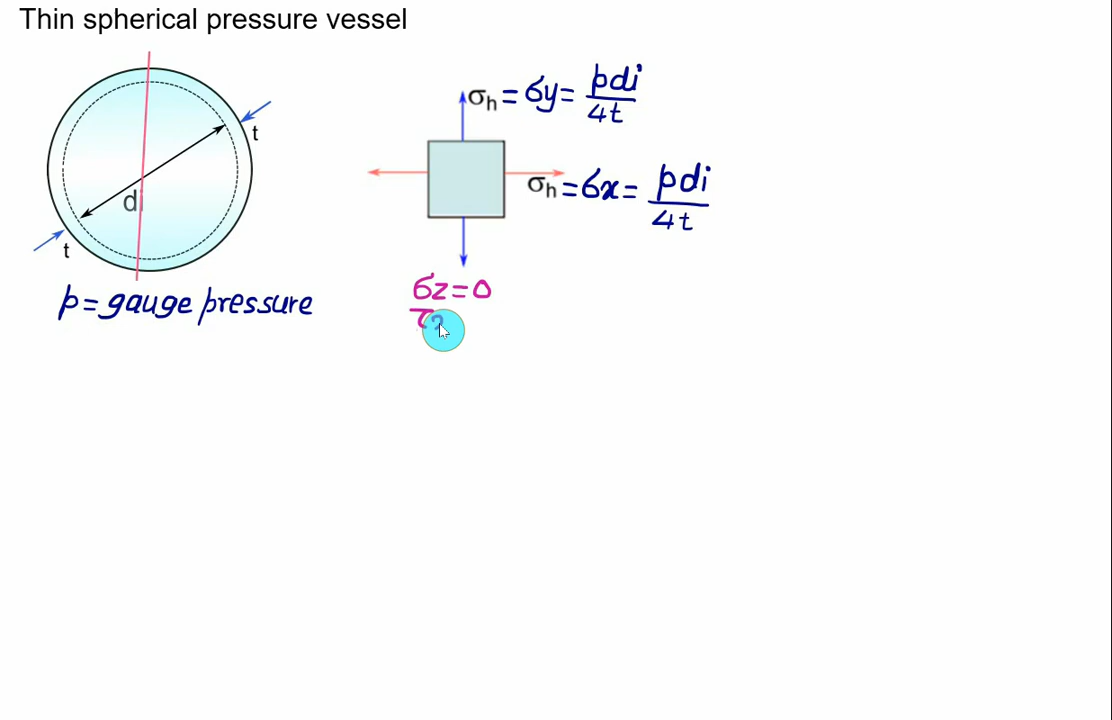 Thin spherical pressure vessel
σh = σy = pdi/4t
t
di
σh = σx = pdi/4t
t
σz = 0
p = gauge pressure
τ